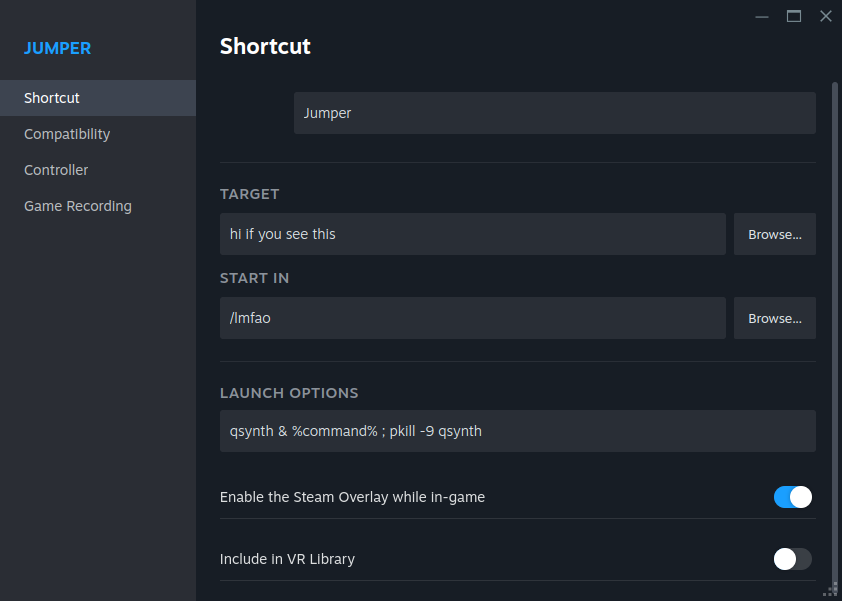 JUMPER
Shortcut
Compatibility
Controller
Game Recording
Shortcut
Jumper
TARGET
hi if you see this
Browse...
START IN
/lmfao
Browse...
LAUNCH OPTIONS
qsynth & %command% ; pkill -9 qsynth
Enable the Steam Overlay while in-game
Include in VR Library